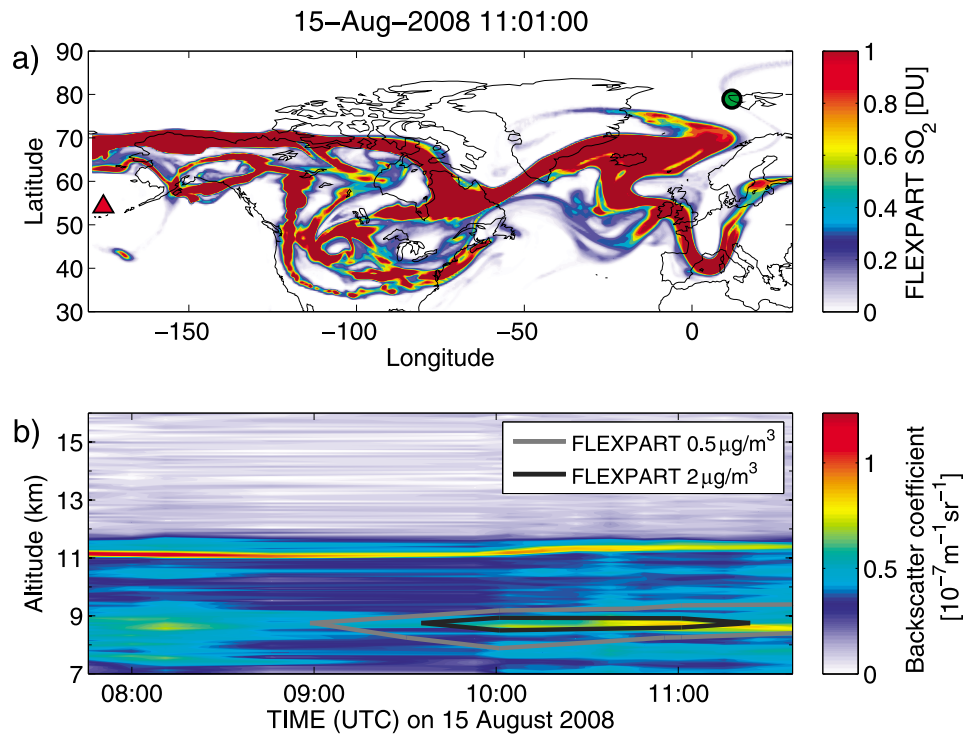 15−Aug−2008 11:01:00
a)
90
80
70
60
50
40
30
Latitude
−150
−100
−50
0
Longitude
1
0.8
0.6
0.4
0.2
0
FLEXPART SO2 [DU]
b)
15
13
11
9
7
Altitude (km)
FLEXPART 0.5µg/m³
FLEXPART 2µg/m³
08:00
09:00
10:00
11:00
TIME (UTC) on 15 August 2008
1
0.5
0
Backscatter coefficient
[10⁻⁷m⁻¹sr⁻¹]